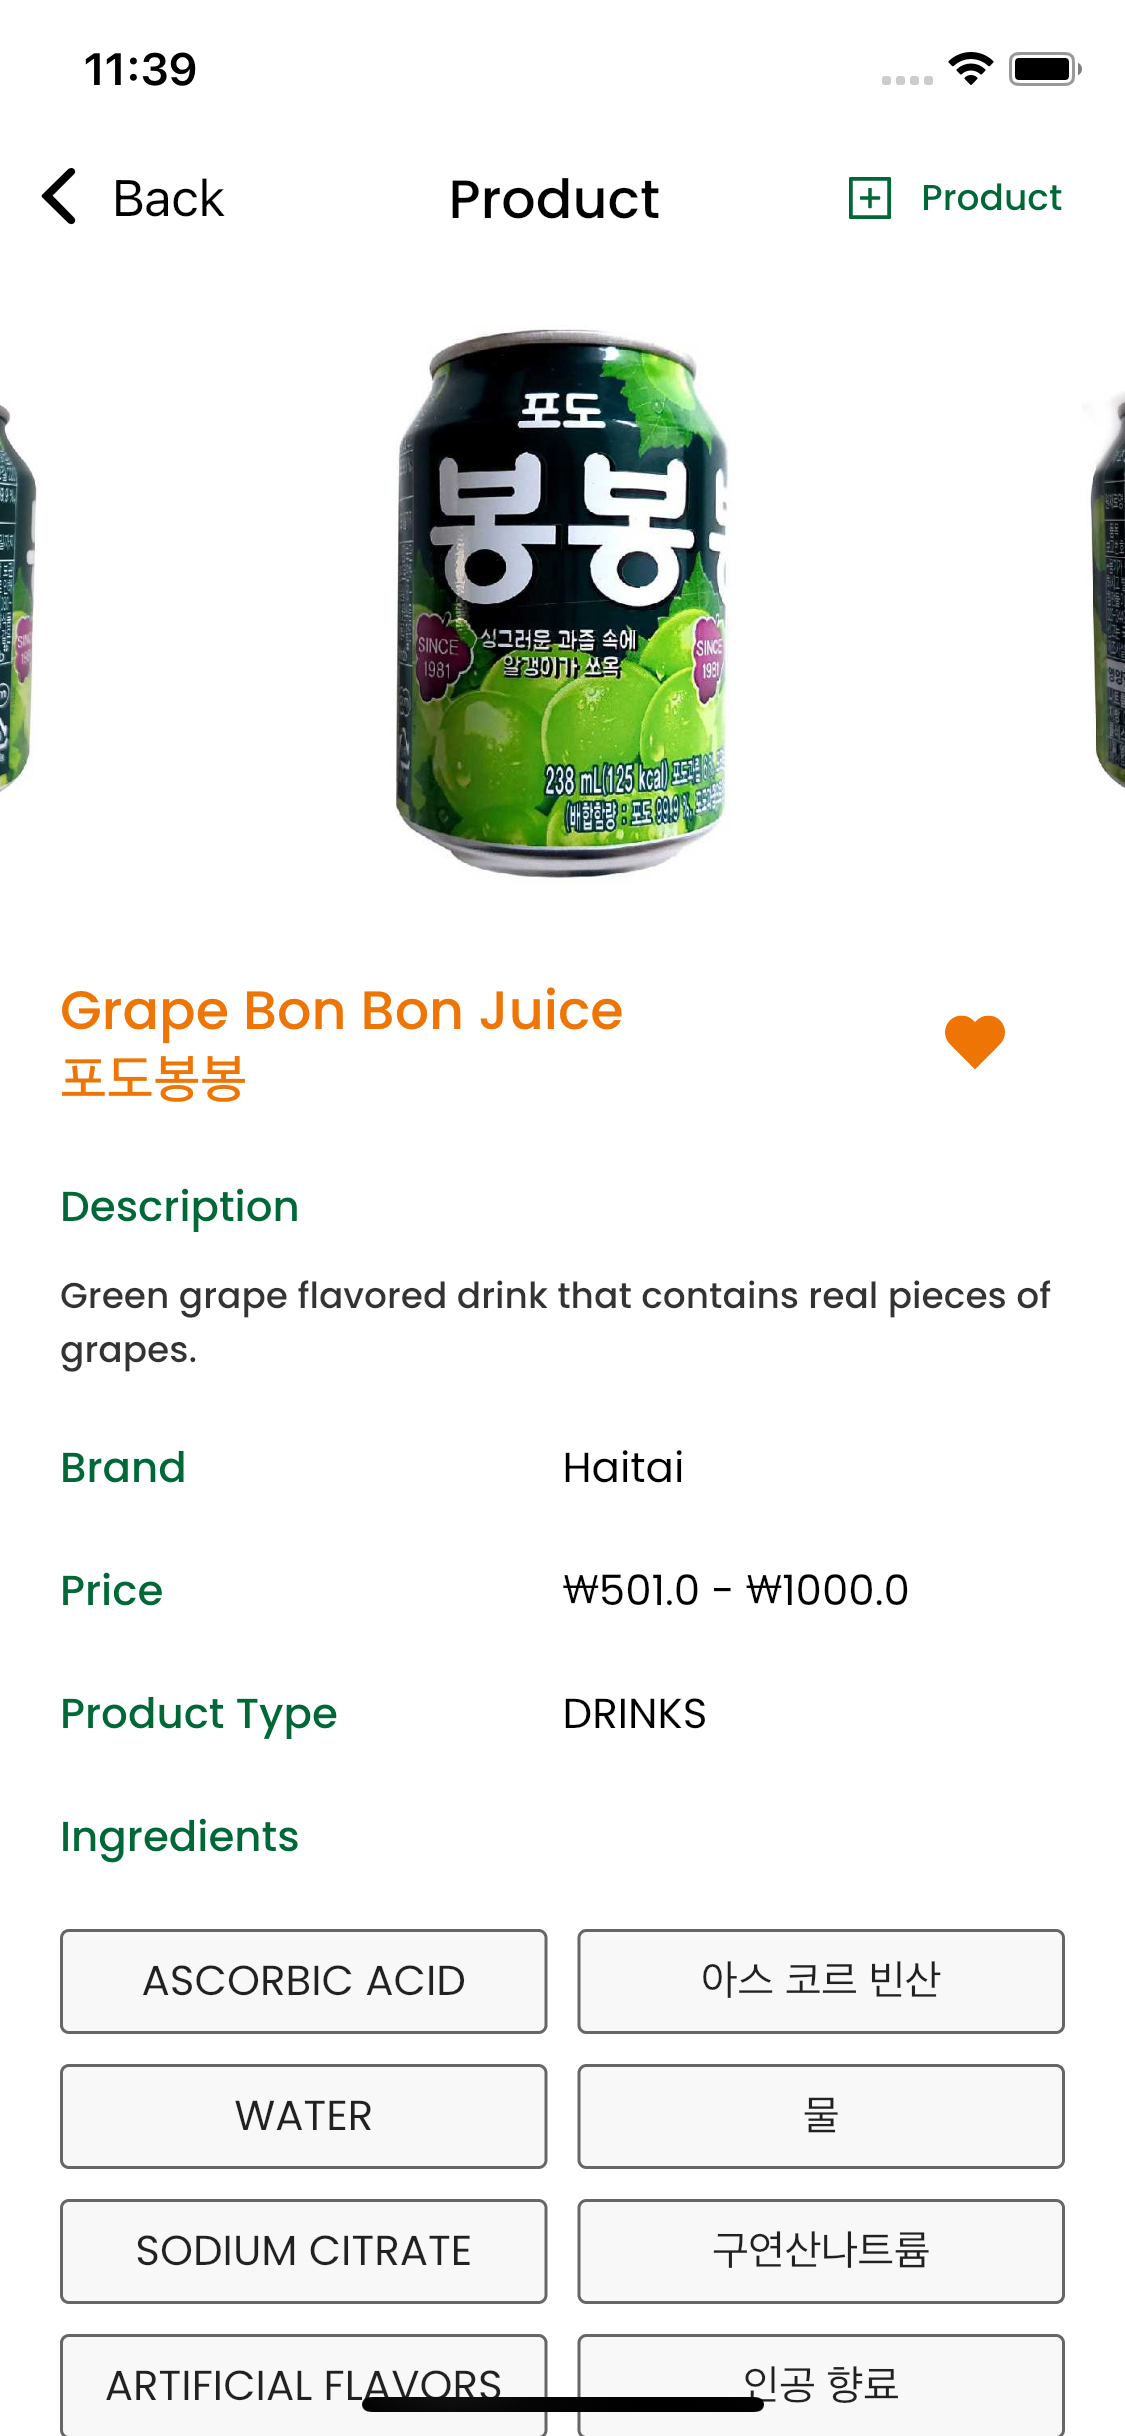 11:39
Back
Product
Product
포도
봉봉
싱그러운 과즙 속에
알갱이가 쏘옥
SINCE
1981
SINCE
1981
238 mL(125 kcal)
(배합함량 : 포도 99.9 %,
Grape Bon Bon Juice
포도봉봉
Description
Green grape flavored drink that contains real pieces of
grapes.
Brand
Haitai
Price
₩501.0 - ₩1000.0
Product Type
DRINKS
Ingredients
ASCORBIC ACID
아스 코르 빈산
WATER
물
SODIUM CITRATE
구연산나트륨
ARTIFICIAL FLAVORS
인공 향료